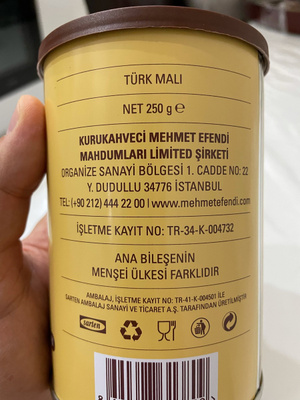 TÜRK MALI
NET 250 g ℮
KURUKAHVECİ MEHMET EFENDİ
MAHDUMLARI LİMİTED ŞİRKETİ
ORGANİZE SANAYİ BÖLGESİ 1. CADDE NO: 22
Y. DUDULLU 34776 İSTANBUL
TEL: (+90 212) 444 22 00 | www.mehmetefendi.com
İŞLETME KAYIT NO: TR-34-K-004732
ANA BİLEŞENİN
MENŞEİ ÜLKESİ FARKLIDIR
AMBALAJ, İŞLETME KAYIT NO: TR-41-K-004501 İLE
SARTEN AMBALAJ SANAYİ VE TİCARET A.Ş. TARAFINDAN ÜRETİLMİŞTİR
sarten